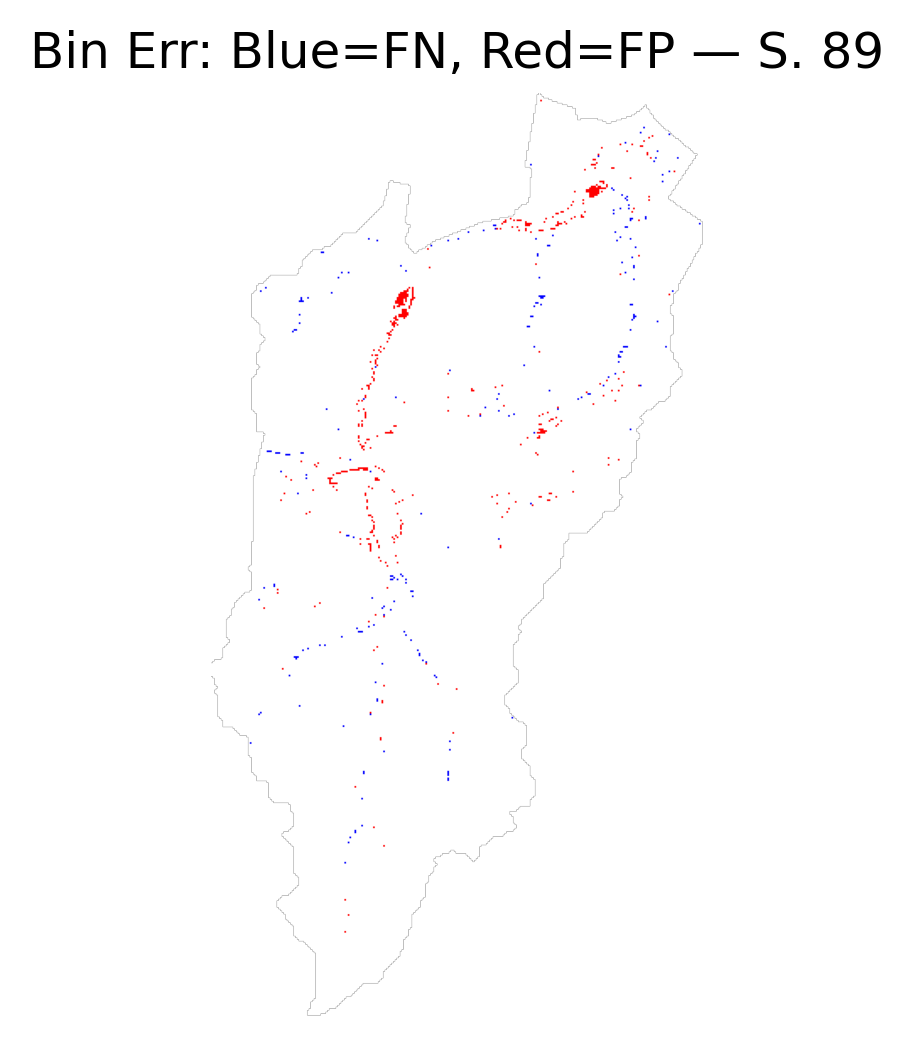 Bin Err: Blue=FN, Red=FP — S. 89